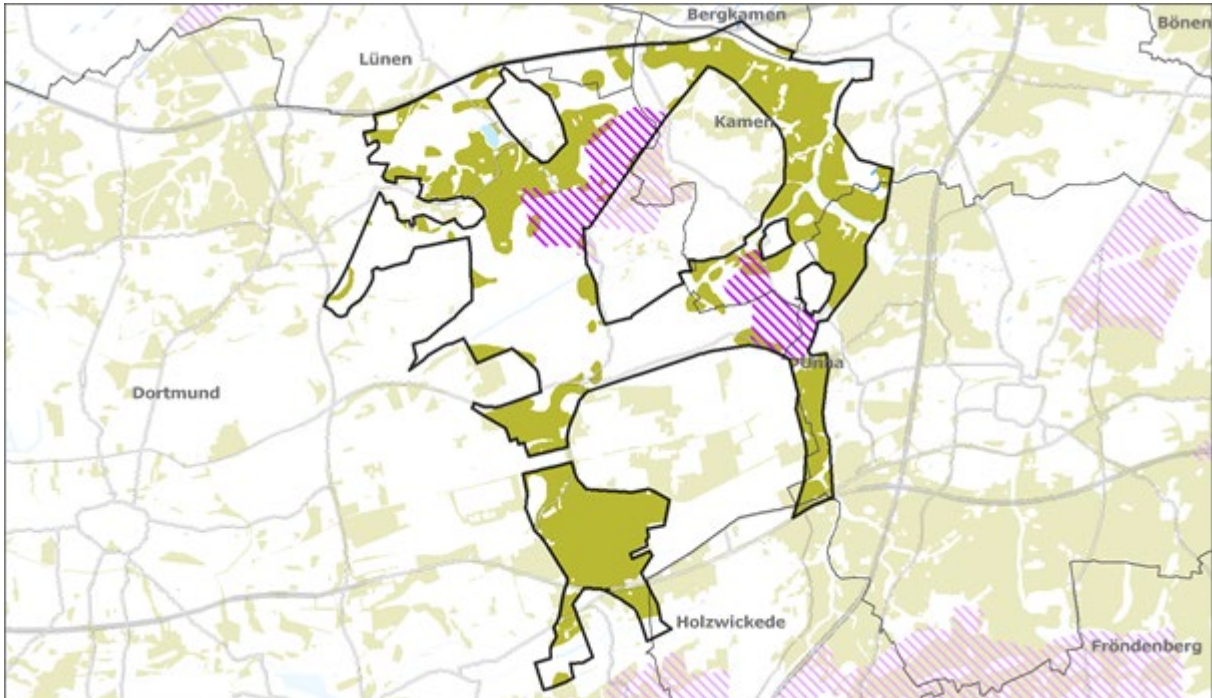 Bergkamen
Bönen
Lünen
Kamen
Unna
Dortmund
Holzwickede
Fröndenberg